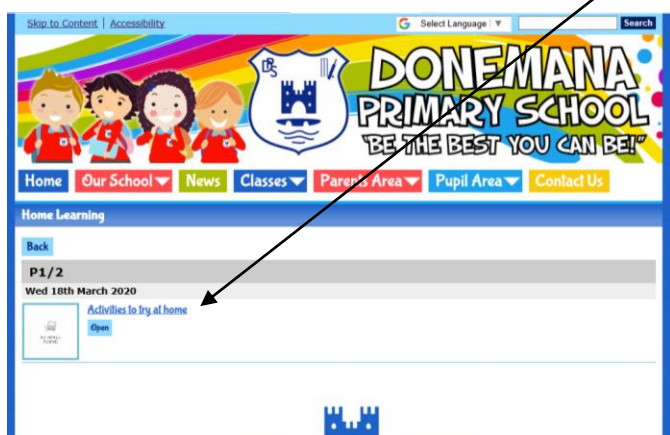 Skip to Content | Accessibility
G Select Language ▼
Search
DPS
DONEMANA
PRIMARY SCHOOL
"BE THE BEST YOU CAN BE!"
Home Our School News Classes Parents Area Pupil Area Contact Us
Home Learning
Back
P1/2
Wed 18th March 2020
Activities to try at home
Open